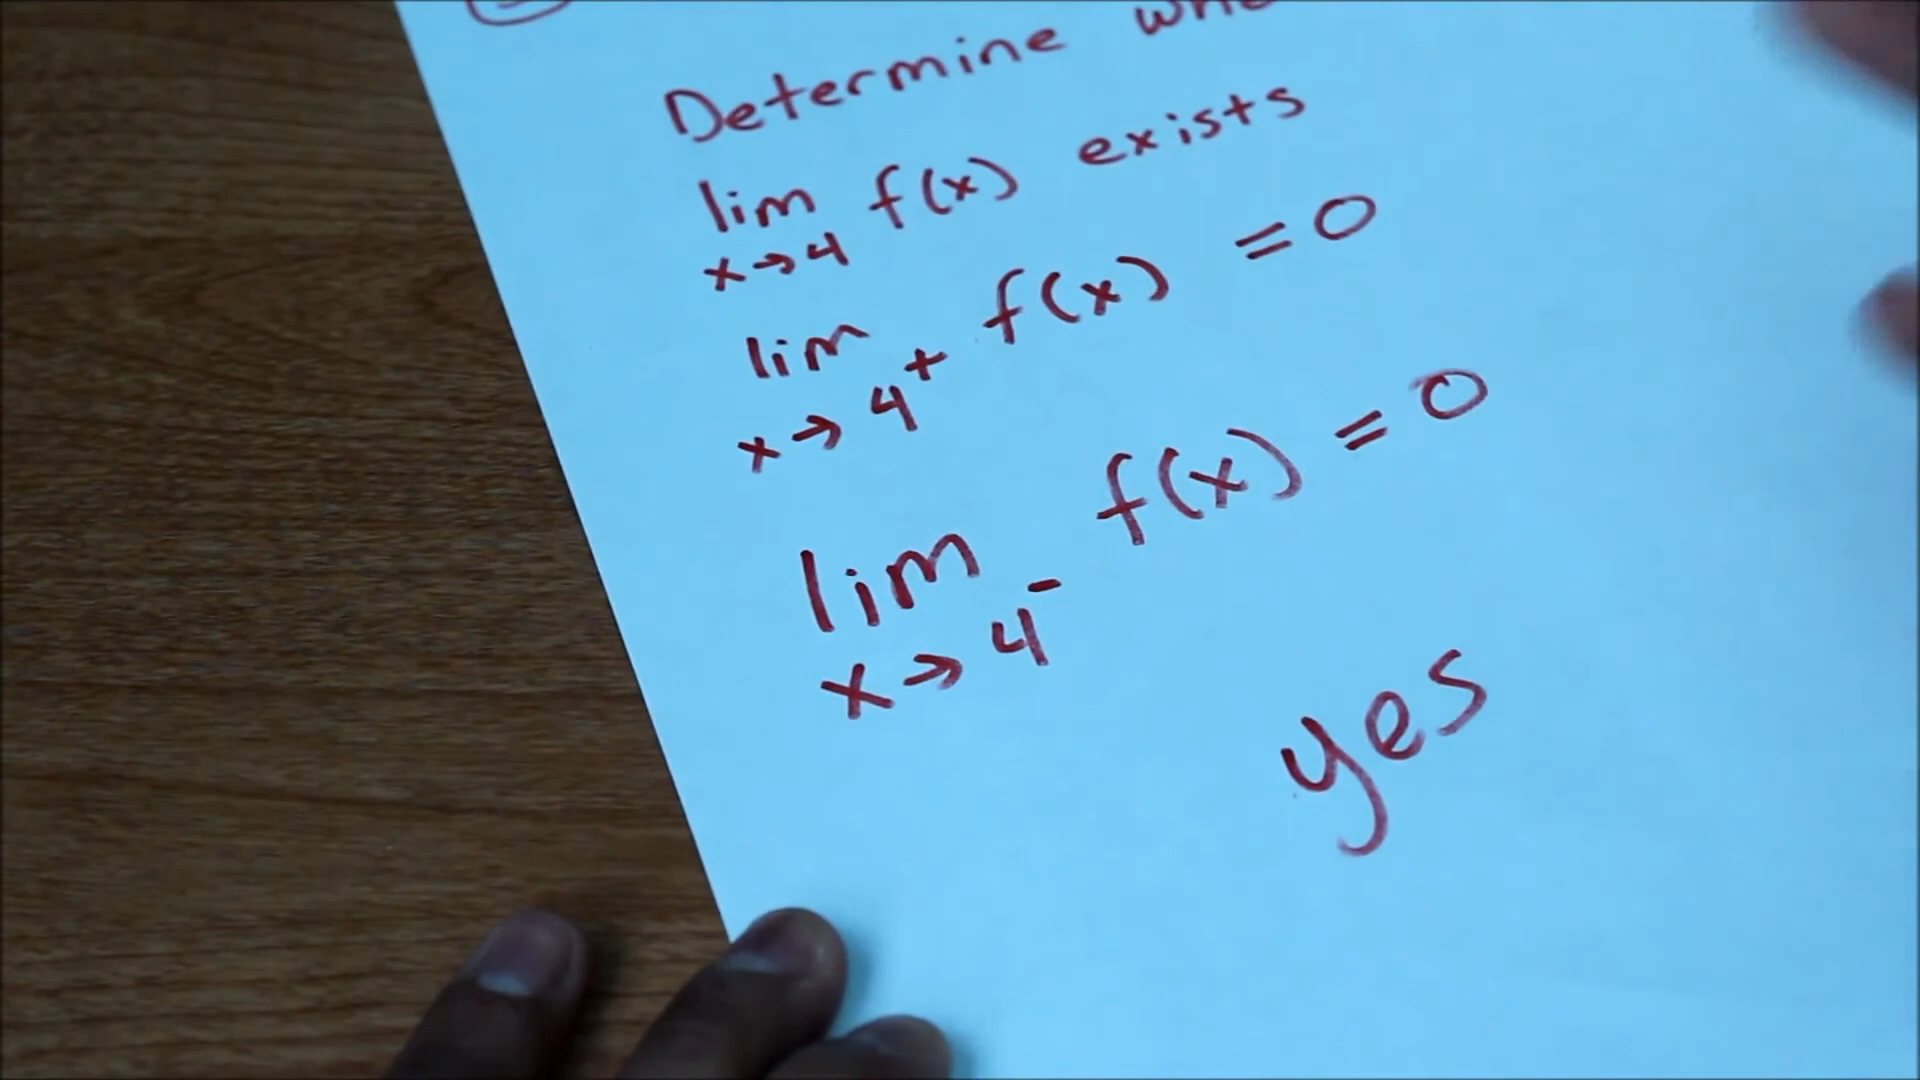 Determine
lim f(x) exists
x→4
lim f(x) = 0
x→4⁺
lim f(x) = 0
x→4⁻
yes